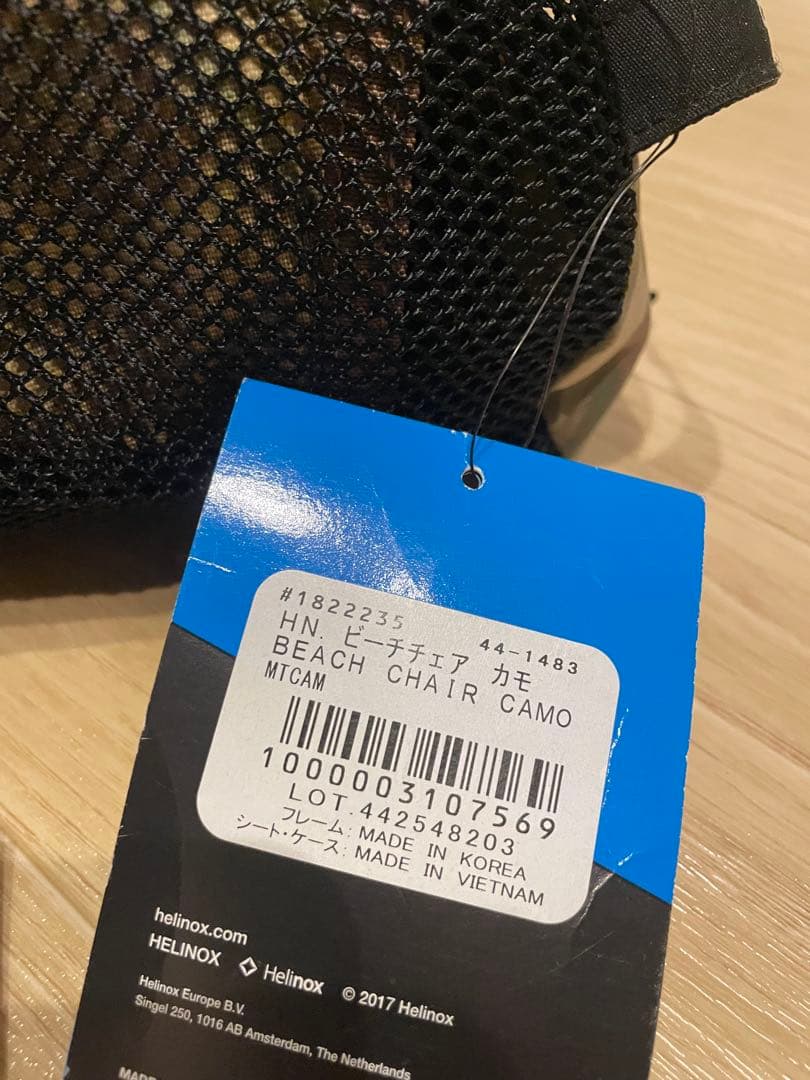 #1822235 44-1483
HN. ビーチチェア カモ
BEACH CHAIR CAMO
MTCAM
1000003107569
LOT.442548203
フレーム: MADE IN KOREA
シート・ケース: MADE IN VIETNAM
helinox.com
HELINOX Helinox © 2017 Helinox
Helinox Europe B.V.
Singel 250, 1016 AB Amsterdam, The Netherlands
MADE